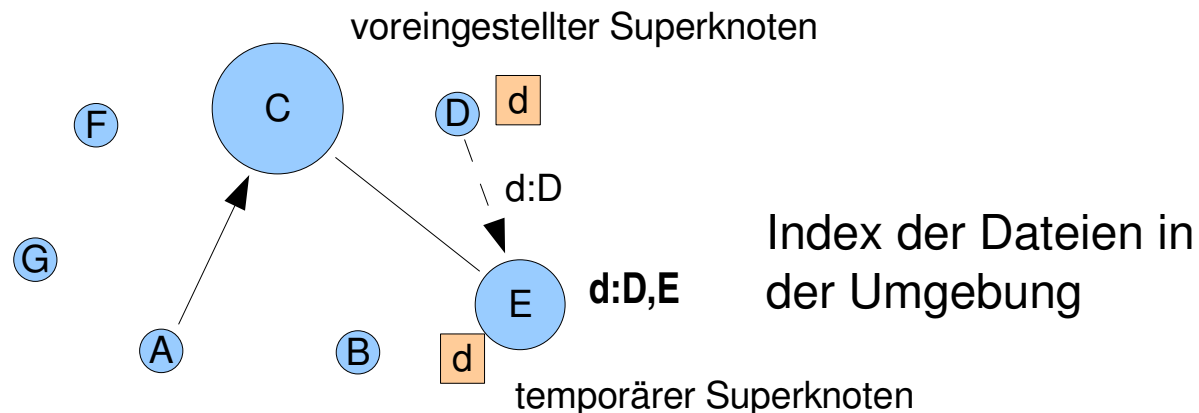 voreingestellter Superknoten
C
D
d
F
d:D
G
Index der Dateien in
der Umgebung
E
d:D,E
A
B
d
temporärer Superknoten